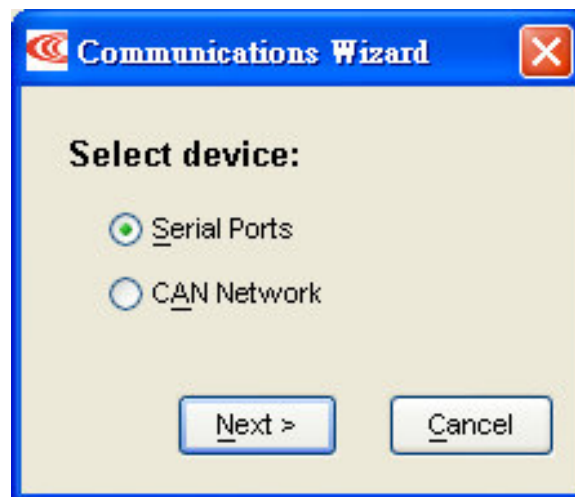 Communications Wizard
Select device:
Serial Ports
CAN Network
Next >
Cancel